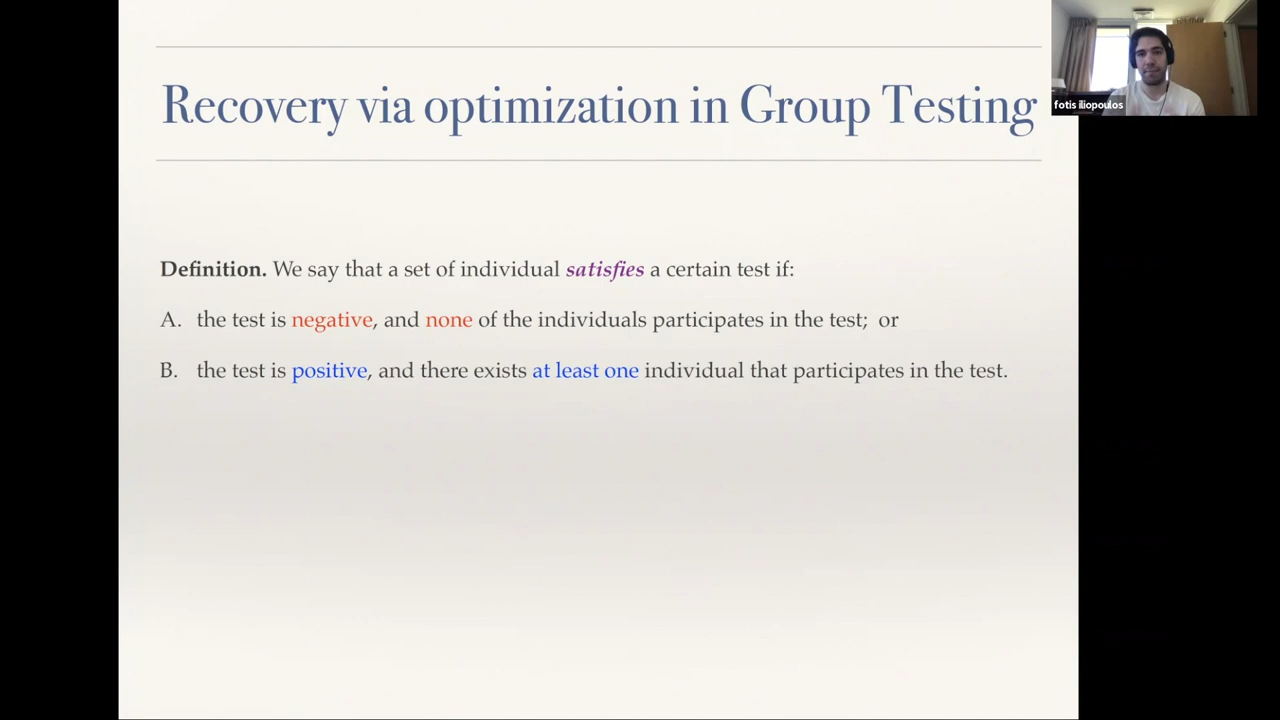 Recovery via optimization in Group Testing
fotis iliopoulos
Definition. We say that a set of individual satisfies a certain test if:
A. the test is negative, and none of the individuals participates in the test; or
B. the test is positive, and there exists at least one individual that participates in the test.